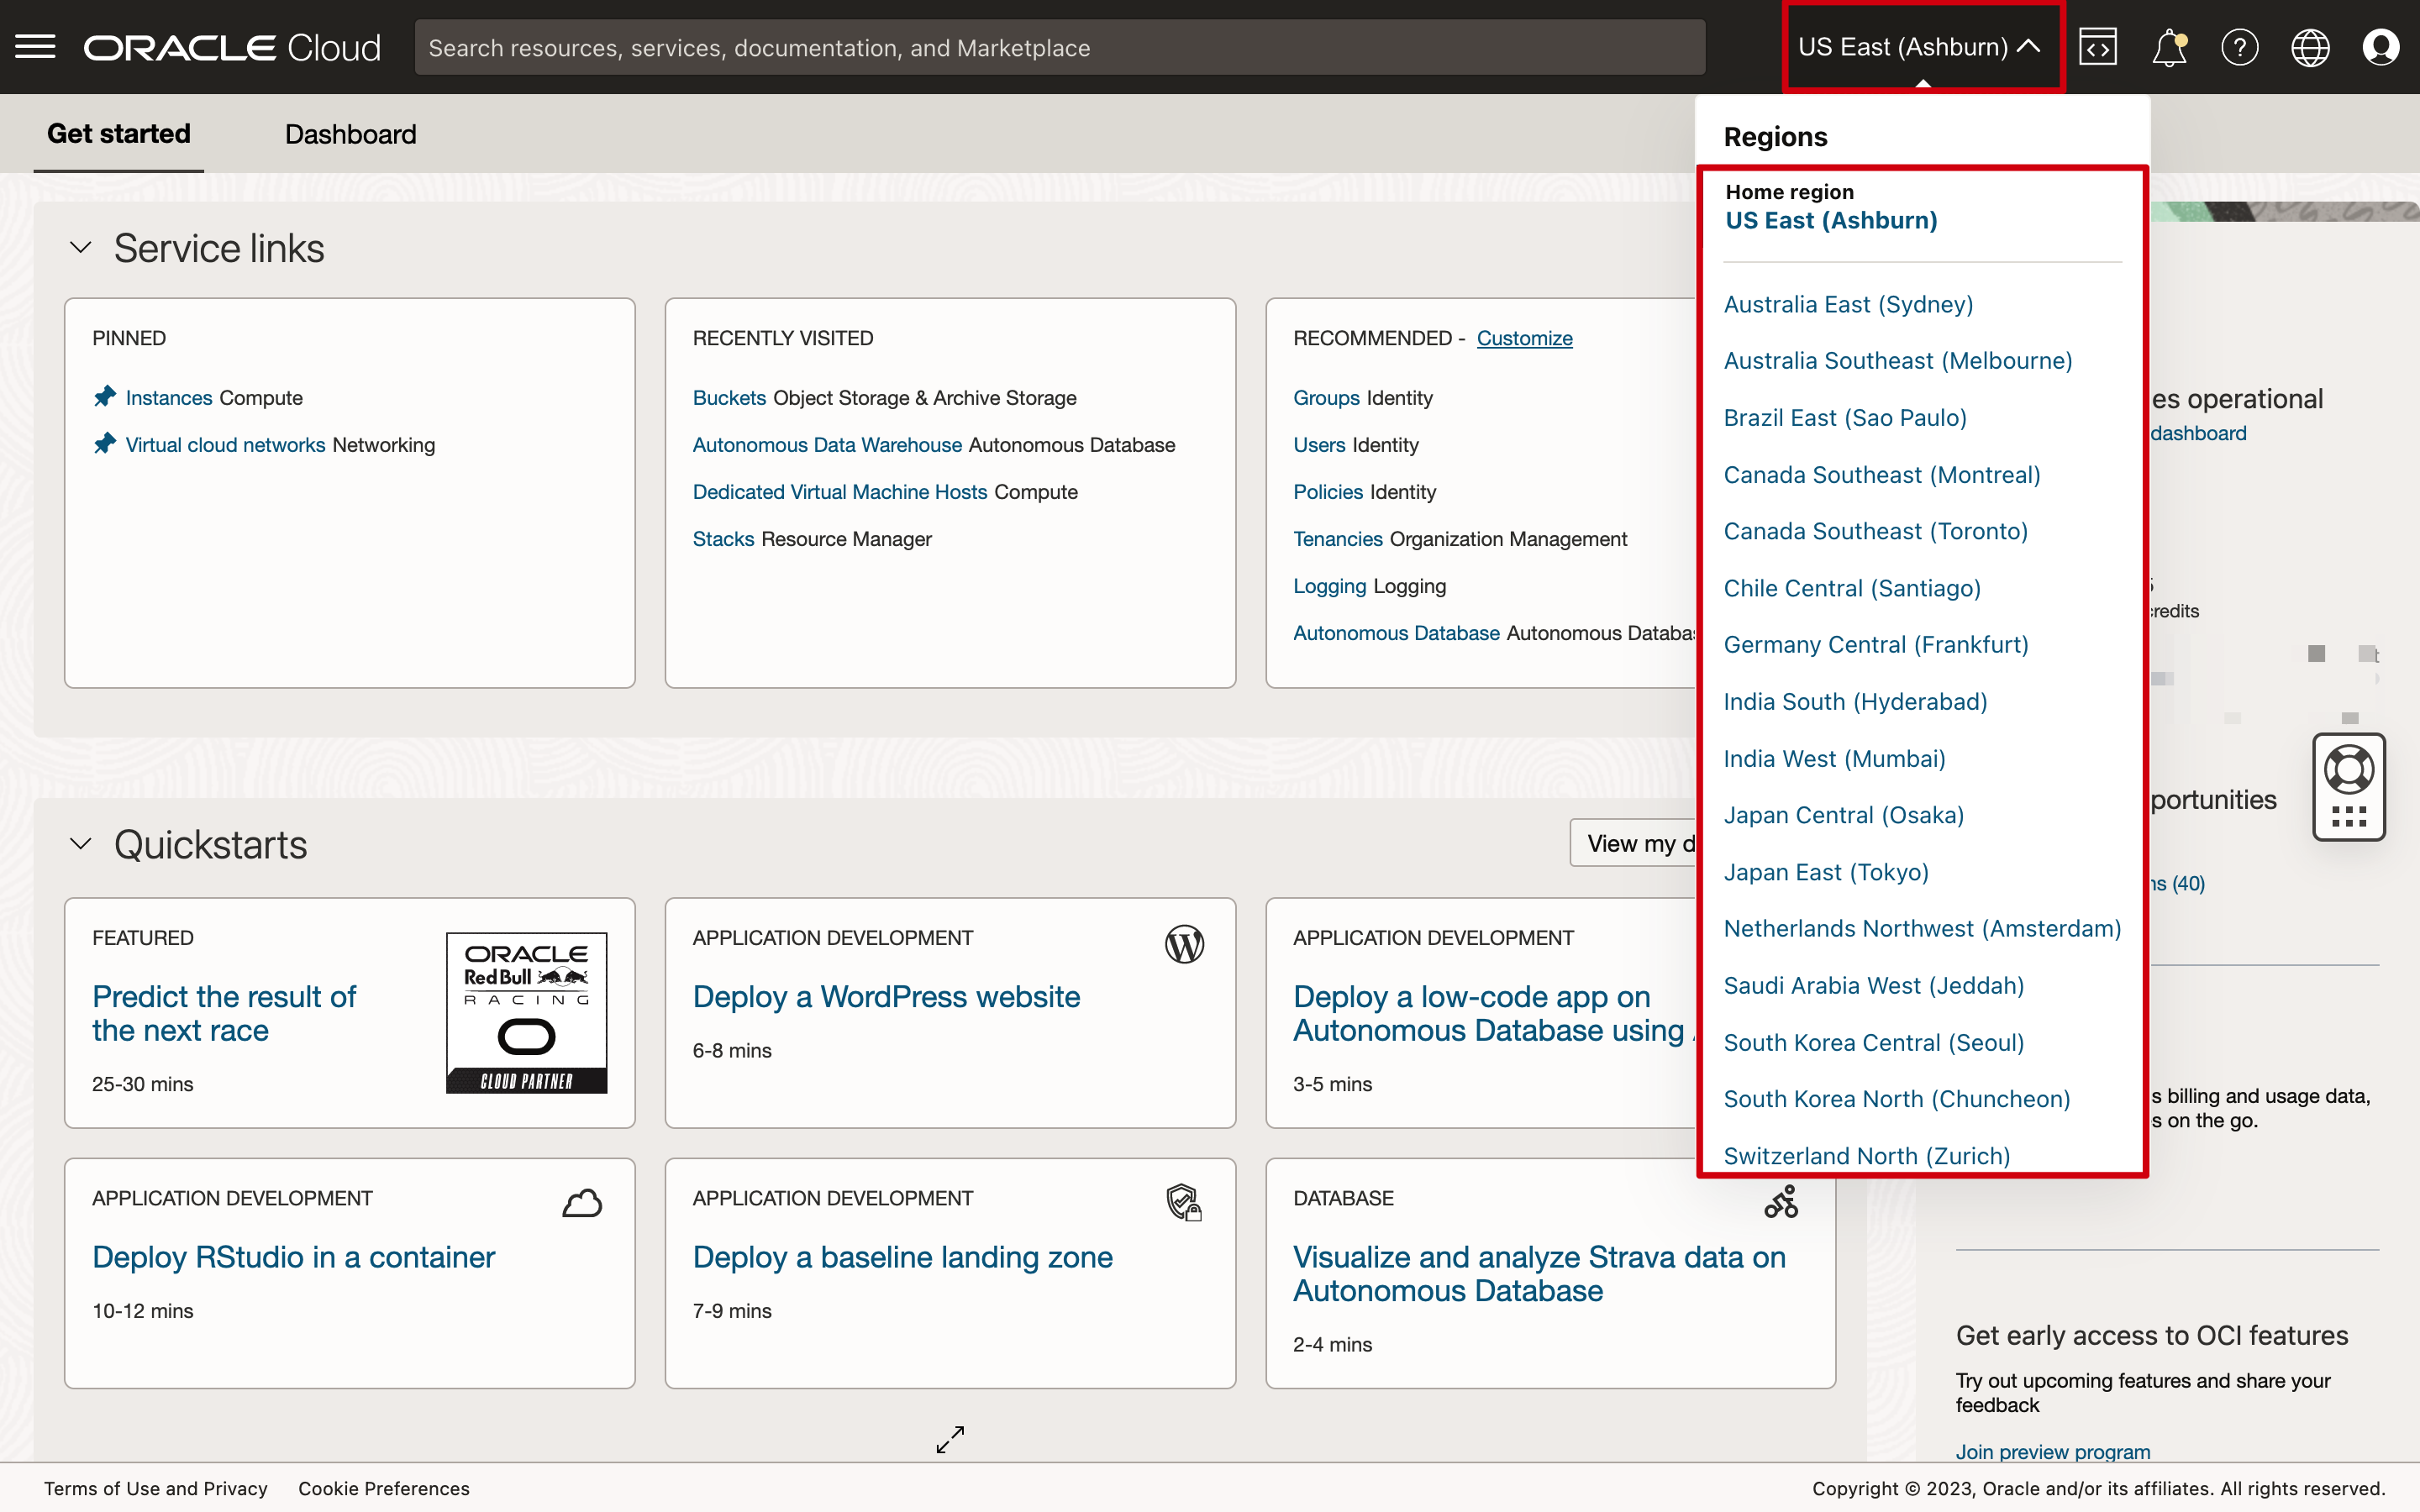 ORACLE Cloud
Search resources, services, documentation, and Marketplace
US East (Ashburn)
Get started
Dashboard
Regions
Home region
US East (Ashburn)
Australia East (Sydney)
Australia Southeast (Melbourne)
Brazil East (Sao Paulo)
Canada Southeast (Montreal)
Canada Southeast (Toronto)
Chile Central (Santiago)
Germany Central (Frankfurt)
India South (Hyderabad)
India West (Mumbai)
Japan Central (Osaka)
Japan East (Tokyo)
Netherlands Northwest (Amsterdam)
Saudi Arabia West (Jeddah)
South Korea Central (Seoul)
South Korea North (Chuncheon)
Switzerland North (Zurich)
Service links
PINNED
Instances Compute
Virtual cloud networks Networking
RECENTLY VISITED
Buckets Object Storage & Archive Storage
Autonomous Data Warehouse Autonomous Database
Dedicated Virtual Machine Hosts Compute
Stacks Resource Manager
RECOMMENDED - Customize
Groups Identity
Users Identity
Policies Identity
Tenancies Organization Management
Logging Logging
Autonomous Database Autonomous
operational
dashboard
credits
(40)
billing and usage data,
on the go.
Quickstarts
View my
FEATURED
Predict the result of
the next race
25-30 mins
ORACLE
Red Bull
RACING
CLOUD PARTNER
APPLICATION DEVELOPMENT
Deploy a WordPress website
6-8 mins
APPLICATION DEVELOPMENT
Deploy a low-code app on
Autonomous Database using
3-5 mins
APPLICATION DEVELOPMENT
Deploy RStudio in a container
10-12 mins
APPLICATION DEVELOPMENT
Deploy a baseline landing zone
7-9 mins
DATABASE
Visualize and analyze Strava data on
Autonomous Database
2-4 mins
Get early access to OCI features
Try out upcoming features and share your
feedback
Join preview program
Terms of Use and Privacy
Cookie Preferences
Copyright © 2023, Oracle and/or its affiliates. All rights reserved.